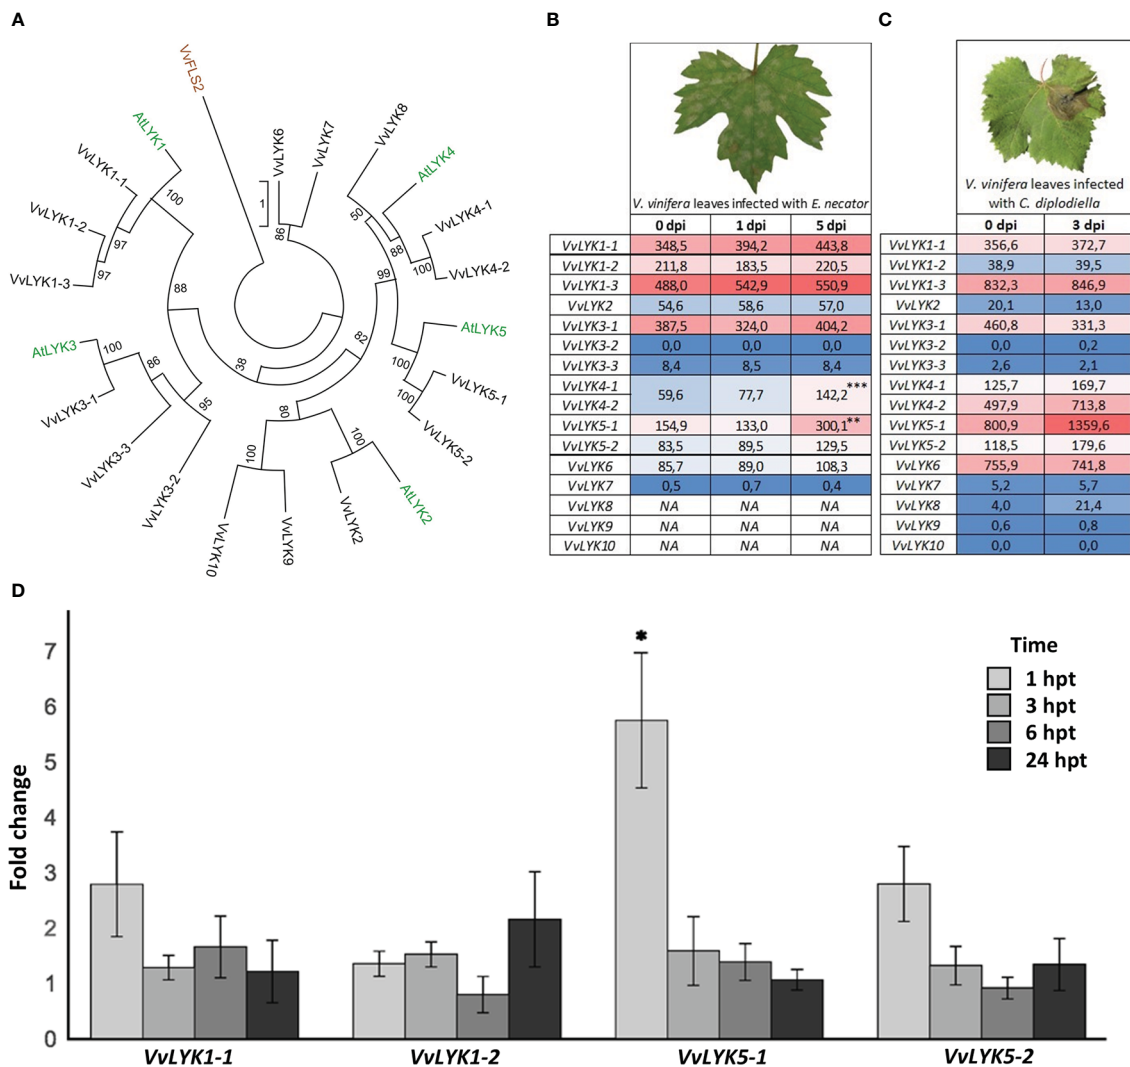 A
VvFLS2
AtLYK1
VvLYK1-1
VvLYK1-2
VvLYK1-3
AtLYK3
VvLYK3-1
VvLYK3-3
VvLYK3-2
VvLYK10
VvLYK9
VvLYK2
AtLYK2
VvLYK5-2
VvLYK5-1
AtLYK5
VvLYK4-2
VvLYK4-1
AtLYK4
VvLYK8
VvLYK7
VvLYK6
1
86
50
88
100
99
100
100
82
38
80
100
100
88
100
97
97
100
86
95
B
V. vinifera leaves infected with E. necator
0 dpi 1 dpi 5 dpi
VvLYK1-1 348,5 394,2 443,8
VvLYK1-2 211,8 183,5 220,5
VvLYK1-3 488,0 542,9 550,9
VvLYK2 54,6 58,6 57,0
VvLYK3-1 387,5 324,0 404,2
VvLYK3-2 0,0 0,0 0,0
VvLYK3-3 8,4 8,5 8,4
VvLYK4-1
VvLYK4-2 59,6 77,7 142,2***
VvLYK5-1 154,9 133,0 300,1**
VvLYK5-2 83,5 89,5 129,5
VvLYK6 85,7 89,0 108,3
VvLYK7 0,5 0,7 0,4
VvLYK8 NA NA NA
VvLYK9 NA NA NA
VvLYK10 NA NA NA
C
V. vinifera leaves infected
with C. diplodiella
0 dpi 3 dpi
VvLYK1-1 356,6 372,7
VvLYK1-2 38,9 39,5
VvLYK1-3 832,3 846,9
VvLYK2 20,1 13,0
VvLYK3-1 460,8 331,3
VvLYK3-2 0,0 0,2
VvLYK3-3 2,6 2,1
VvLYK4-1 125,7 169,7
VvLYK4-2 497,9 713,8
VvLYK5-1 800,9 1359,6
VvLYK5-2 118,5 179,6
VvLYK6 755,9 741,8
VvLYK7 5,2 5,7
VvLYK8 4,0 21,4
VvLYK9 0,6 0,8
VvLYK10 0,0 0,0
D
Fold change
7
6
5
4
3
2
1
0
*
Time
1 hpt
3 hpt
6 hpt
24 hpt
VvLYK1-1 VvLYK1-2 VvLYK5-1 VvLYK5-2